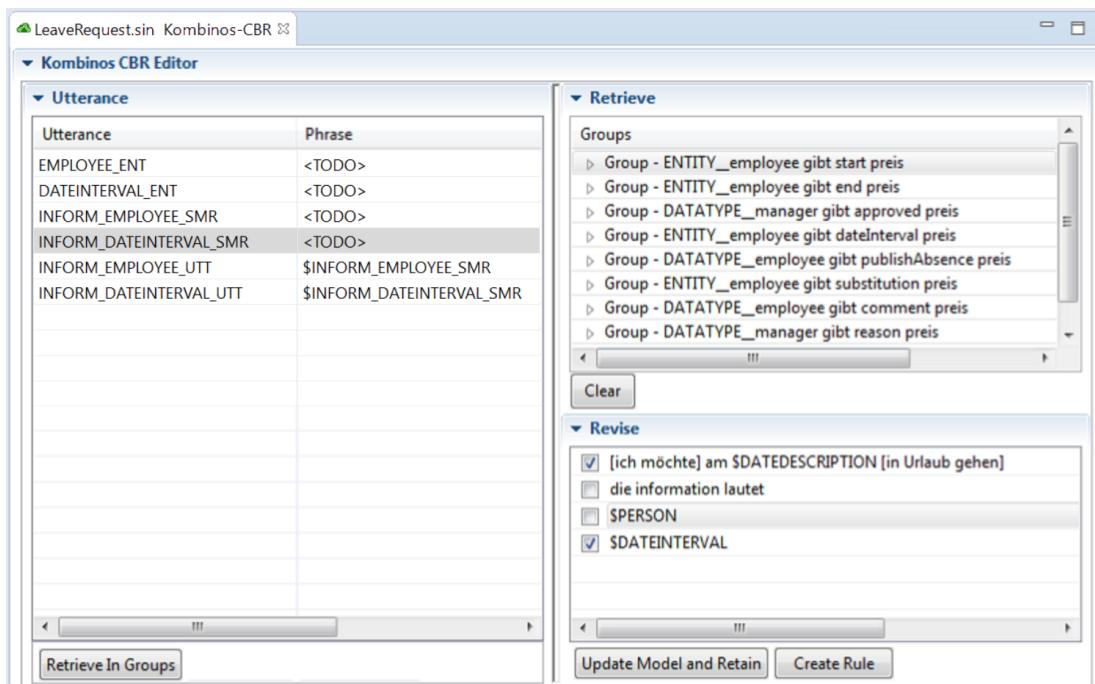 LeaveRequest.sin Kombinos-CBR
Kombinos CBR Editor
Utterance
Utterance Phrase
EMPLOYEE_ENT <TODO>
DATEINTERVAL_ENT <TODO>
INFORM_EMPLOYEE_SMR <TODO>
INFORM_DATEINTERVAL_SMR <TODO>
INFORM_EMPLOYEE_UTT $INFORM_EMPLOYEE_SMR
INFORM_DATEINTERVAL_UTT $INFORM_DATEINTERVAL_SMR
Retrieve In Groups
Retrieve
Groups
Group - ENTITY__employee gibt start preis
Group - ENTITY__employee gibt end preis
Group - DATATYPE__manager gibt approved preis
Group - ENTITY__employee gibt dateInterval preis
Group - DATATYPE__employee gibt publishAbsence preis
Group - ENTITY__employee gibt substitution preis
Group - DATATYPE__employee gibt comment preis
Group - DATATYPE__manager gibt reason preis
Clear
Revise
[ich möchte] am $DATEDESCRIPTION [in Urlaub gehen]
die information lautet
$PERSON
$DATEINTERVAL
Update Model and Retain Create Rule